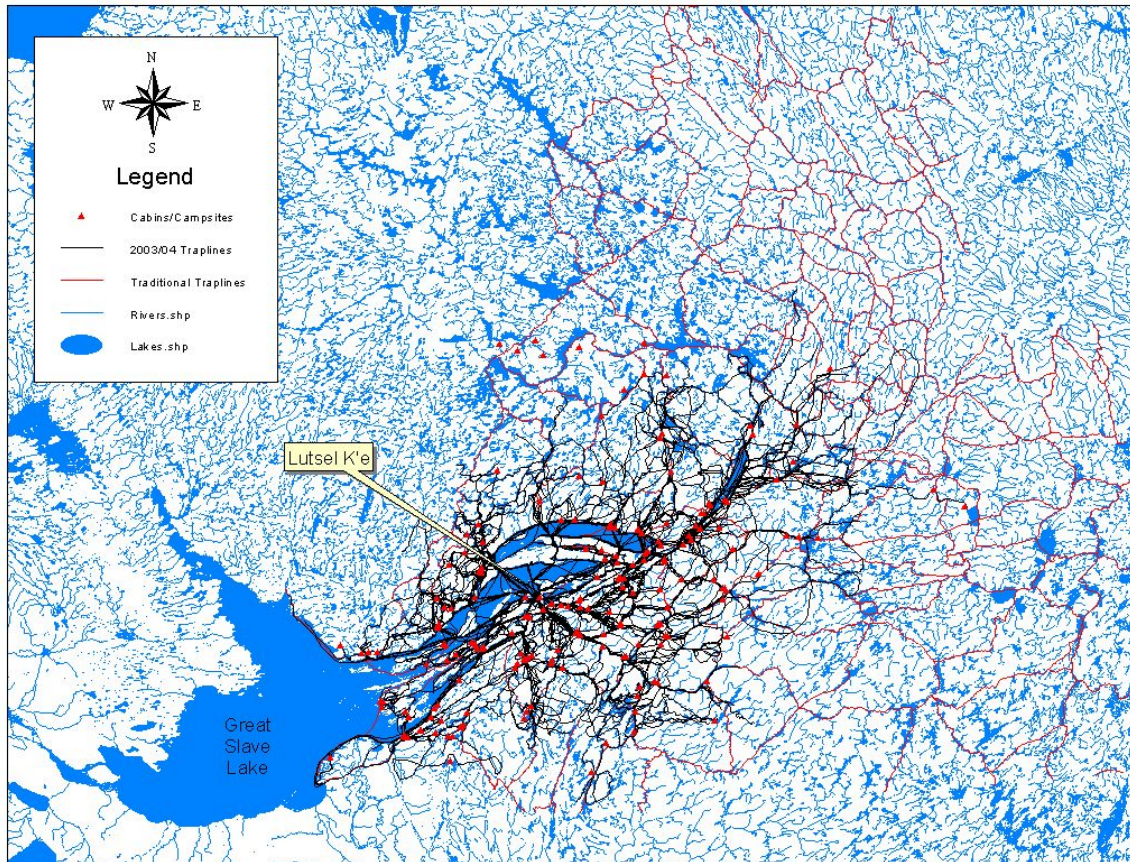 N
W E
S
Legend
Cabins/Campsites
2003/04 Traplines
Traditional Traplines
Rivers.shp
Lakes.shp
Lutsel K'e
Great
Slave
Lake